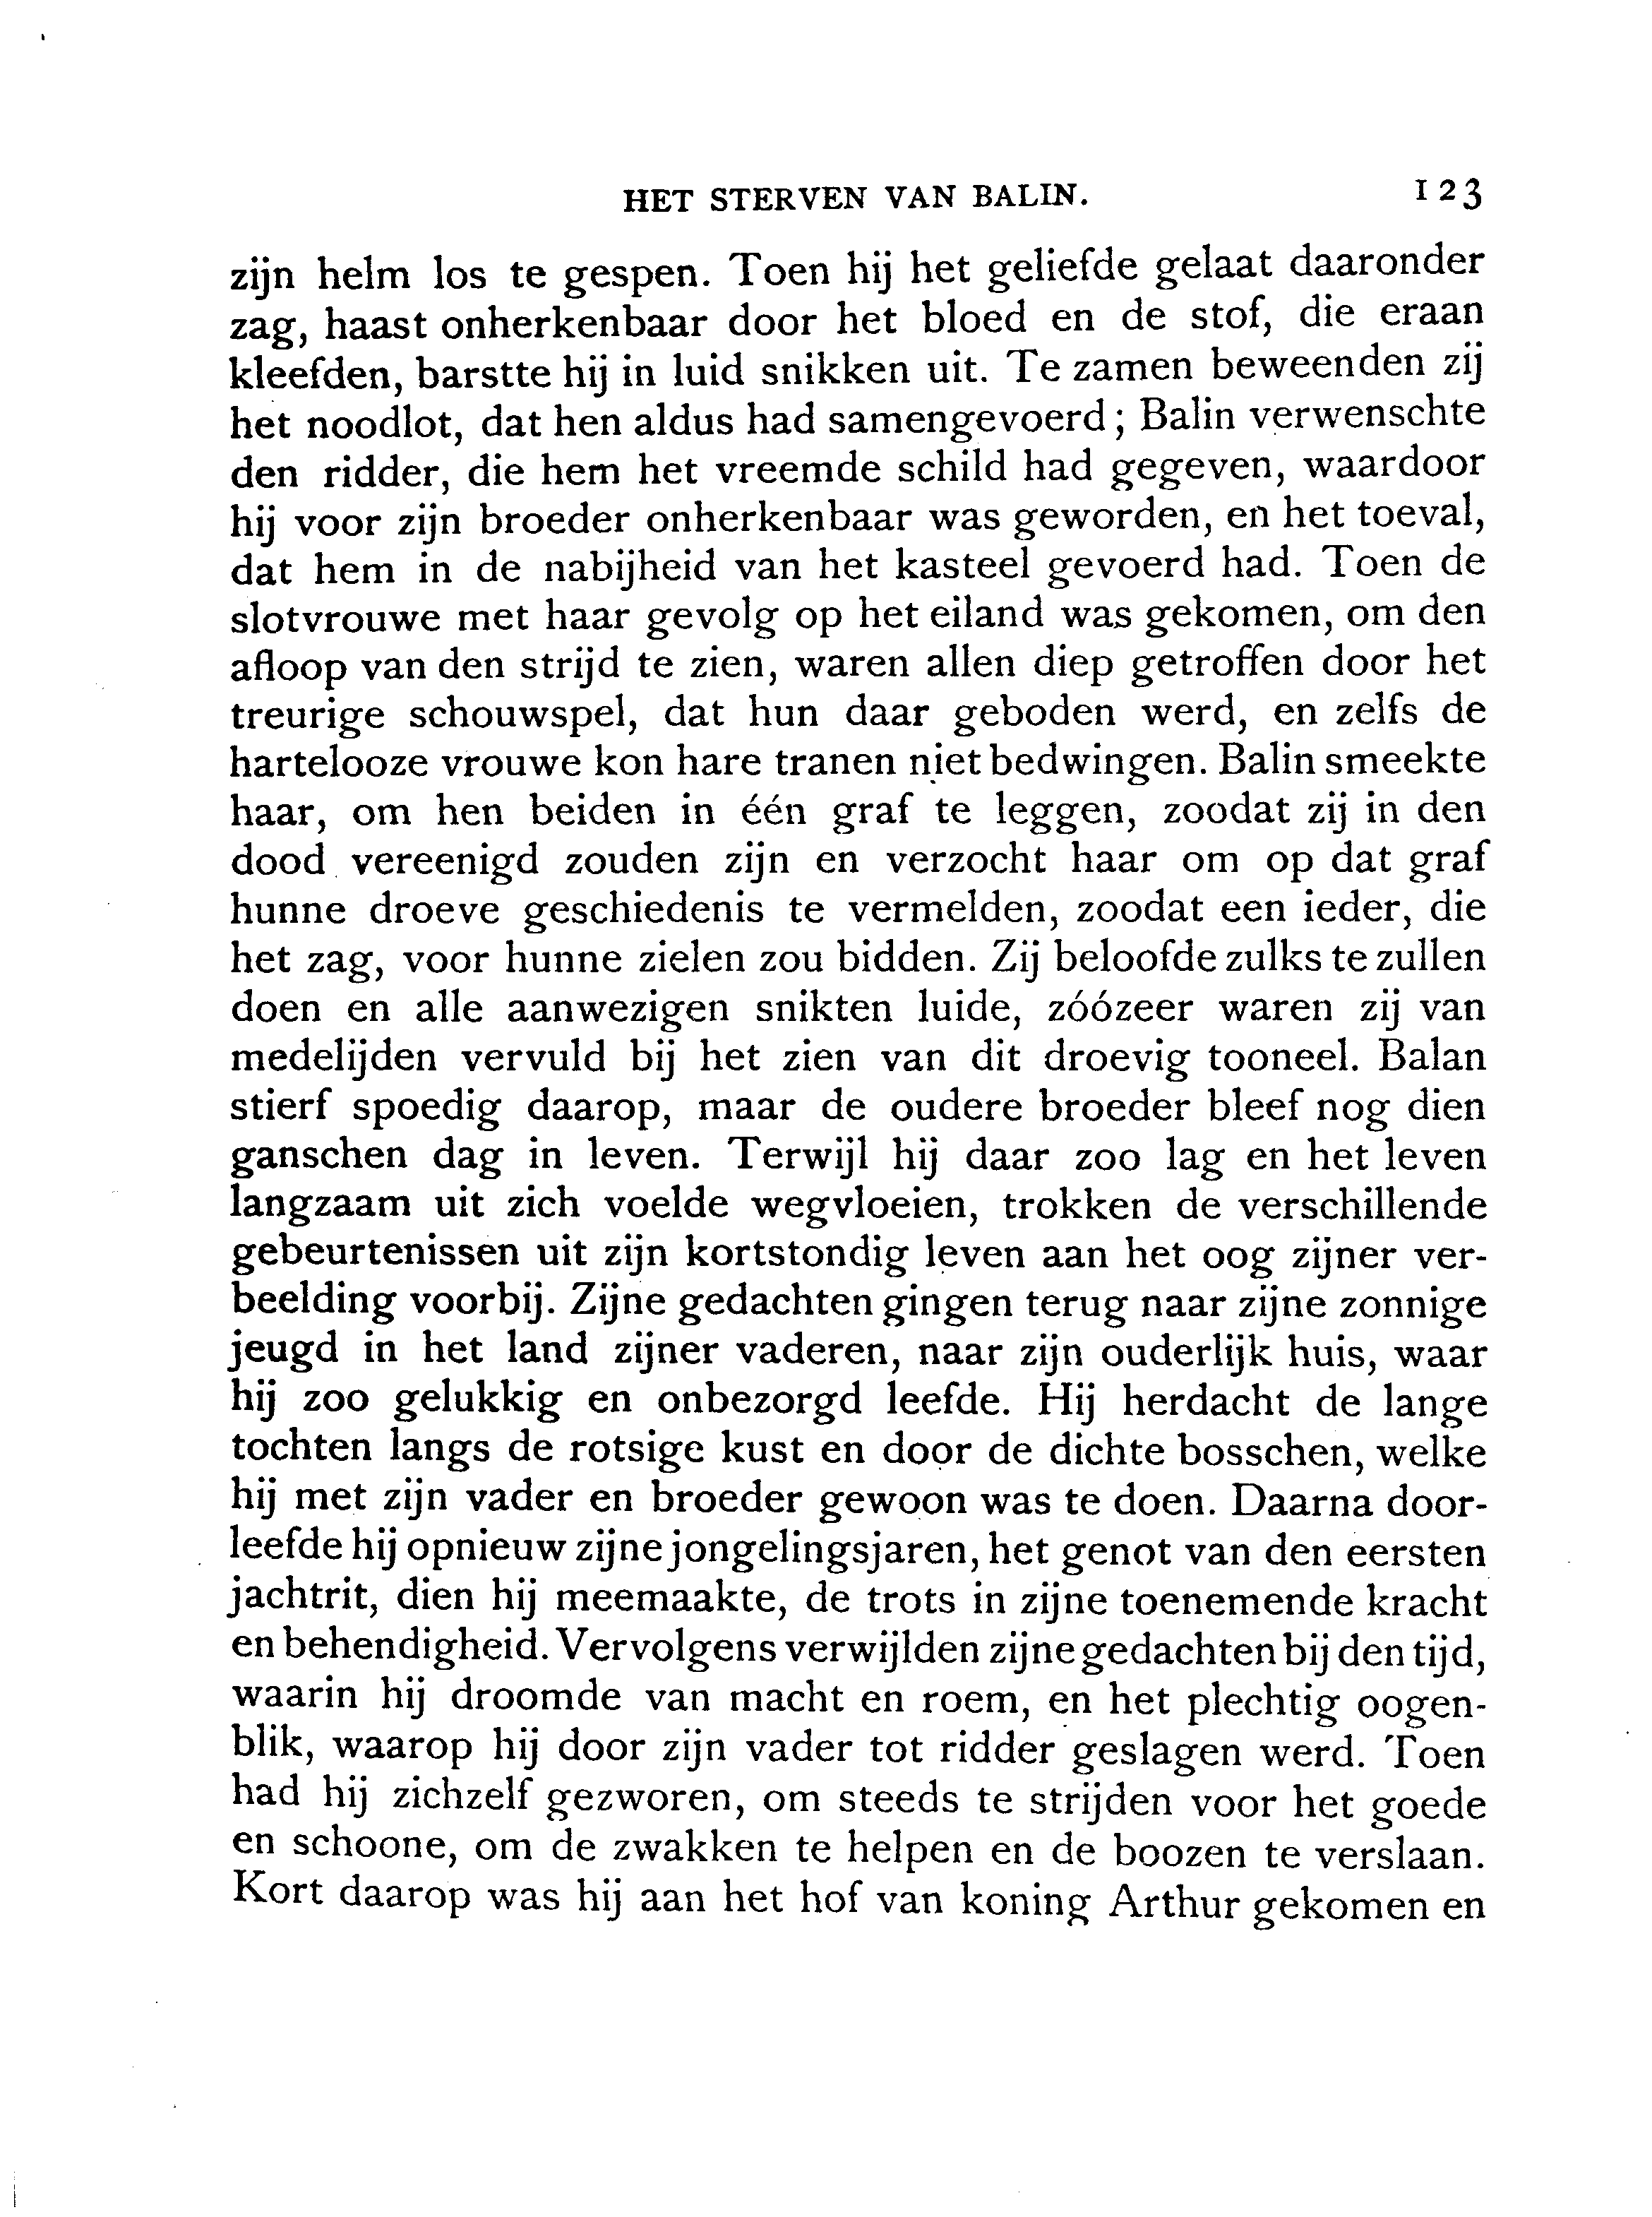 HET STERVEN VAN BALIN. 123
zijn helm los te gespen. Toen hij het geliefde gelaat daaronder
zag, haast onherkenbaar door het bloed en de stof, die eraan
kleefden, barstte hij in luid snikken uit. Te zamen beweenden zij
het noodlot, dat hen aldus had samengevoerd; Balin verwenschte
den ridder, die hem het vreemde schild had gegeven, waardoor
hij voor zijn broeder onherkenbaar was geworden, en het toeval,
dat hem in de nabijheid van het kasteel gevoerd had. Toen de
slotvrouwe met haar gevolg op het eiland was gekomen, om den
afloop van den strijd te zien, waren allen diep getroffen door het
treurige schouwspel, dat hun daar geboden werd, en zelfs de
hartelooze vrouwe kon hare tranen niet bedwingen. Balin smeekte
haar, om hen beiden in één graf te leggen, zoodat zij in den
dood vereenigd zouden zijn en verzocht haar om op dat graf
hunne droeve geschiedenis te vermelden, zoodat een ieder, die
het zag, voor hunne zielen zou bidden. Zij beloofde zulks te zullen
doen en alle aanwezigen snikten luide, zóózeer waren zij van
medelijden vervuld bij het zien van dit droevig tooneel. Balan
stierf spoedig daarop, maar de oudere broeder bleef nog dien
ganschen dag in leven. Terwijl hij daar zoo lag en het leven
langzaam uit zich voelde wegvloeien, trokken de verschillende
gebeurtenissen uit zijn kortstondig leven aan het oog zijner ver-
beelding voorbij. Zijne gedachten gingen terug naar zijne zonnige
jeugd in het land zijner vaderen, naar zijn ouderlijk huis, waar
hij zoo gelukkig en onbezorgd leefde. Hij herdacht de lange
tochten langs de rotsige kust en door de dichte bosschen, welke
hij met zijn vader en broeder gewoon was te doen. Daarna door-
leefde hij opnieuw zijne jongelingsjaren, het genot van den eersten
jachtrit, dien hij meemaakte, de trots in zijne toenemende kracht
en behendigheid. Vervolgens verwijlden zijne gedachten bij den tijd,
waarin hij droomde van macht en roem, en het plechtig oogen-
blik, waarop hij door zijn vader tot ridder geslagen werd. Toen
had hij zichzelf gezworen, om steeds te strijden voor het goede
en schoone, om de zwakken te helpen en de boozen te verslaan.
Kort daarop was hij aan het hof van koning Arthur gekomen en